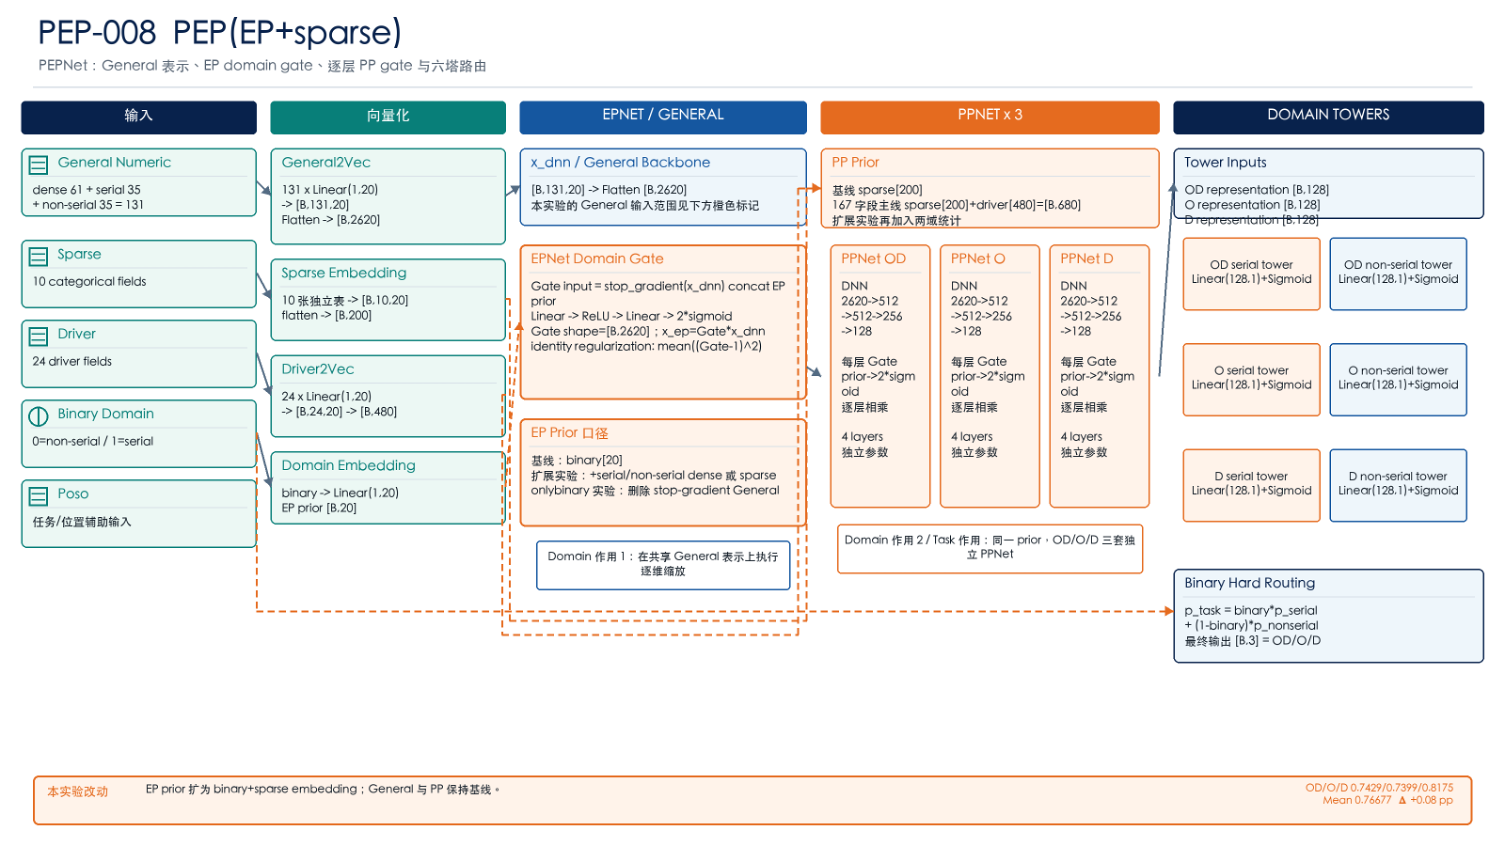 PEP-008 PEP(EP+sparse)
PEPNet：General 表示、EP domain gate、逐层 PP gate 与六塔路由
输入
向量化
EPNET / GENERAL
PPNET x 3
DOMAIN TOWERS
General Numeric
dense 61 + serial 35
+ non-serial 35 = 131
Sparse
10 categorical fields
Driver
24 driver fields
Binary Domain
0=non-serial / 1=serial
Poso
任务/位置辅助输入
General2Vec
131 x Linear(1,20)
-> [B,131,20]
Flatten -> [B,2620]
Sparse Embedding
10 张独立表 -> [B,10,20]
flatten -> [B,200]
Driver2Vec
24 x Linear(1,20)
-> [B,24,20] -> [B,480]
Domain Embedding
binary -> Linear(1,20)
EP prior [B,20]
x_dnn / General Backbone
[B,131,20] -> Flatten [B,2620]
本实验的 General 输入范围见下方橙色标记
EPNet Domain Gate
Gate input = stop_gradient(x_dnn) concat EP
prior
Linear -> ReLU -> Linear -> 2*sigmoid
Gate shape=[B,2620]；x_ep=Gate*x_dnn
identity regularization: mean((Gate-1)^2)
EP Prior 口径
基线：binary[20]
扩展实验：+serial/non-serial dense 或 sparse
onlybinary 实验：删除 stop-gradient General
Domain 作用 1：在共享 General 表示上执行
逐维缩放
PP Prior
基线 sparse[200]
167 字段主线 sparse[200]+driver[480]=[B,680]
扩展实验再加入两域统计
PPNet OD
DNN
2620->512
->512->256
->128
每层 Gate
prior->2*sigm
oid
逐层相乘
4 layers
独立参数
PPNet O
DNN
2620->512
->512->256
->128
每层 Gate
prior->2*sigm
oid
逐层相乘
4 layers
独立参数
PPNet D
DNN
2620->512
->512->256
->128
每层 Gate
prior->2*sigm
oid
逐层相乘
4 layers
独立参数
Domain 作用 2 / Task 作用：同一 prior，OD/O/D 三套独
立 PPNet
Tower Inputs
OD representation [B,128]
O representation [B,128]
D representation [B,128]
OD serial tower
Linear(128,1)+Sigmoid
OD non-serial tower
Linear(128,1)+Sigmoid
O serial tower
Linear(128,1)+Sigmoid
O non-serial tower
Linear(128,1)+Sigmoid
D serial tower
Linear(128,1)+Sigmoid
D non-serial tower
Linear(128,1)+Sigmoid
Binary Hard Routing
p_task = binary*p_serial
+ (1-binary)*p_nonserial
最终输出 [B,3] = OD/O/D
本实验改动
EP prior 扩为 binary+sparse embedding；General 与 PP 保持基线。
OD/O/D 0.7429/0.7399/0.8175
Mean 0.76677 Δ +0.08 pp